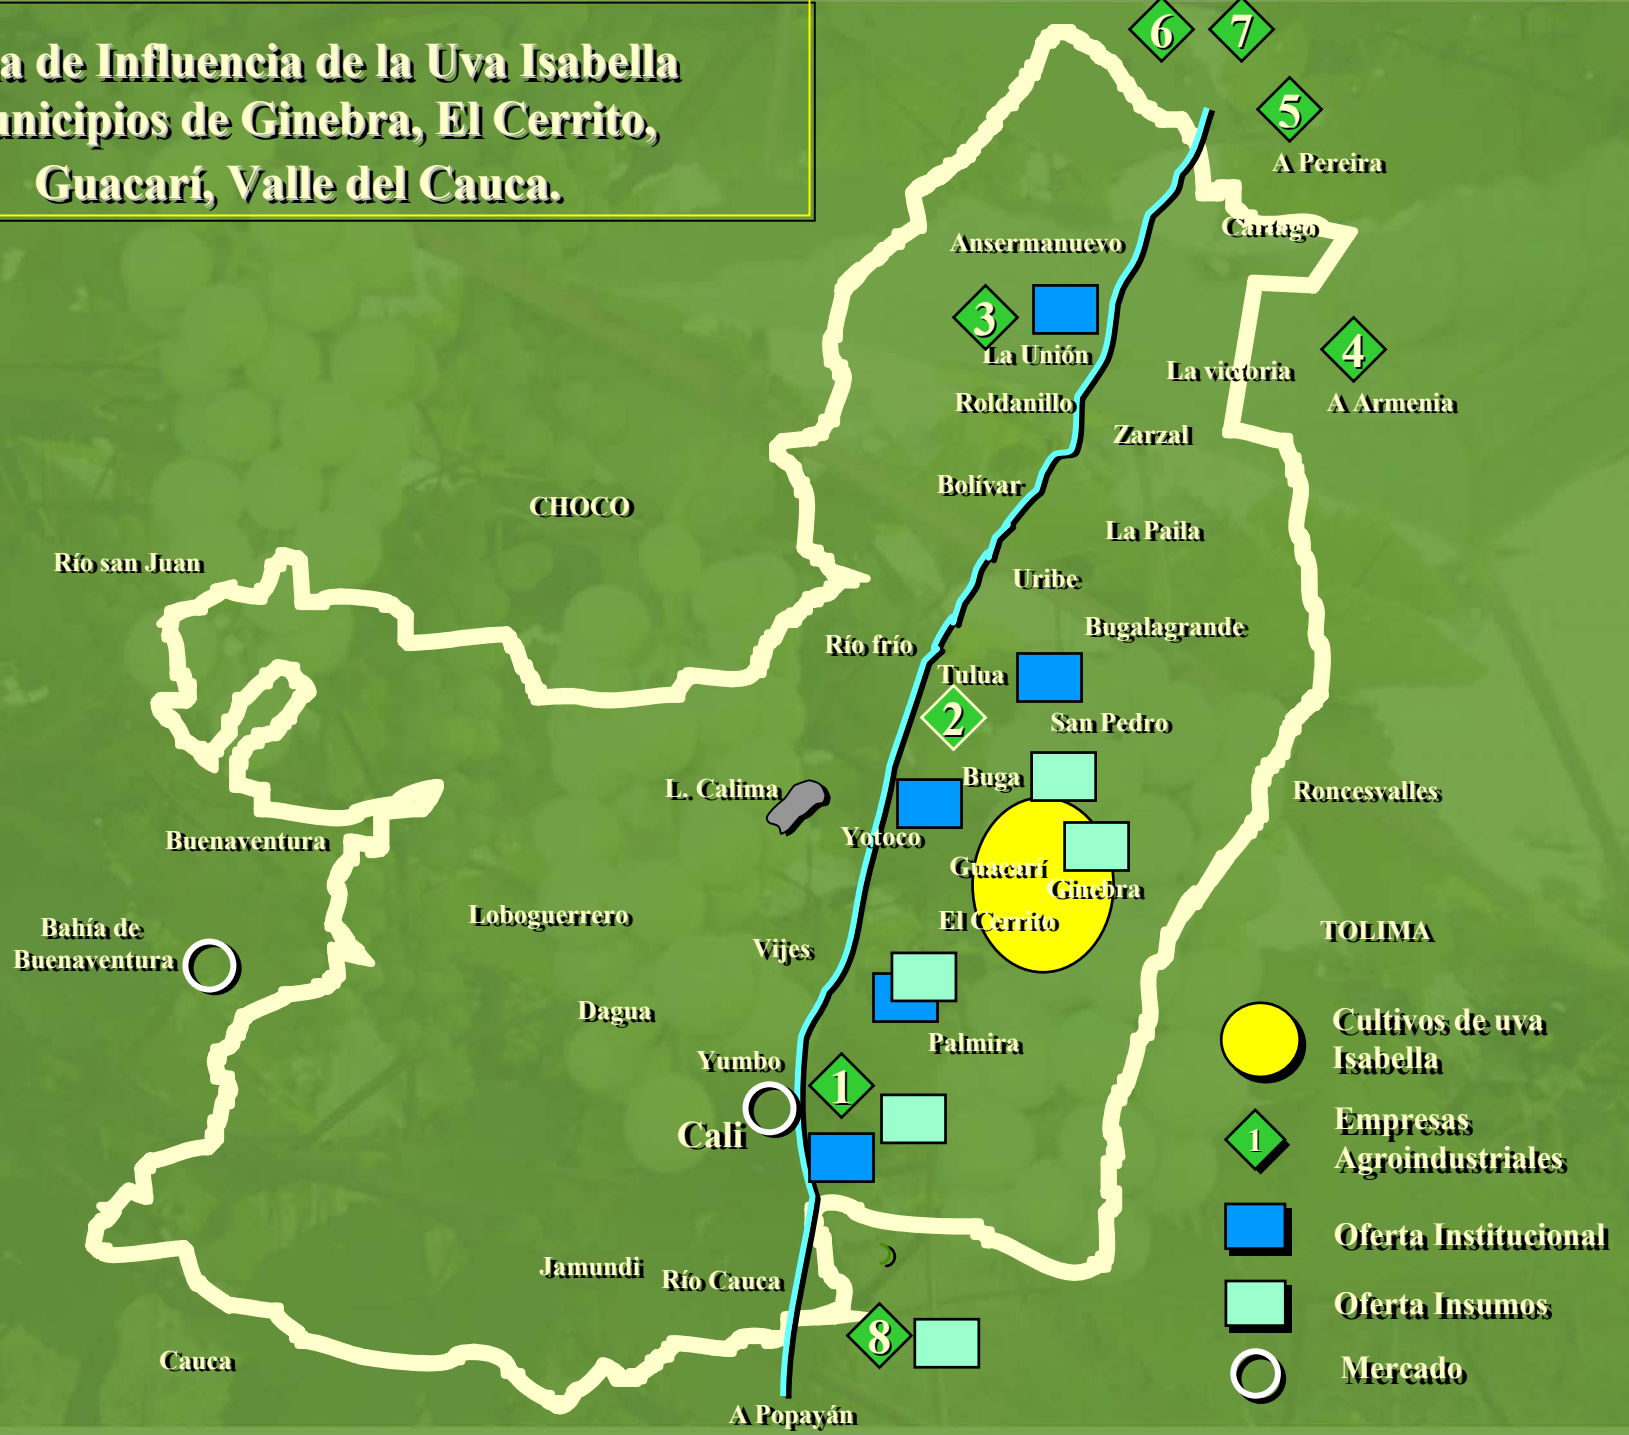 a de Influencia de la Uva Isabella
unicipios de Ginebra, El Cerrito,
Guacarí, Valle del Cauca.
6
7
5
A Pereira
Cartago
Ansermanuevo
3
La Unión
4
La victoria
A Armenia
Roldanillo
Zarzal
Bolívar
CHOCO
La Paila
Río san Juan
Uribe
Bugalagrande
Río frío
Tulua
2
San Pedro
Buga
L. Calima
Roncesvalles
Yotoco
Buenaventura
Guacarí
Ginebra
Loboguerrero
El Cerrito
Bahía de
Buenaventura
TOLIMA
Vijes
Dagua
Palmira
Yumbo
1
Cali
Cultivos de uva
Isabella
1
Empresas
Agroindustriales
Oferta Institucional
Oferta Insumos
Mercado
Jamundi
Río Cauca
8
Cauca
A Popayán